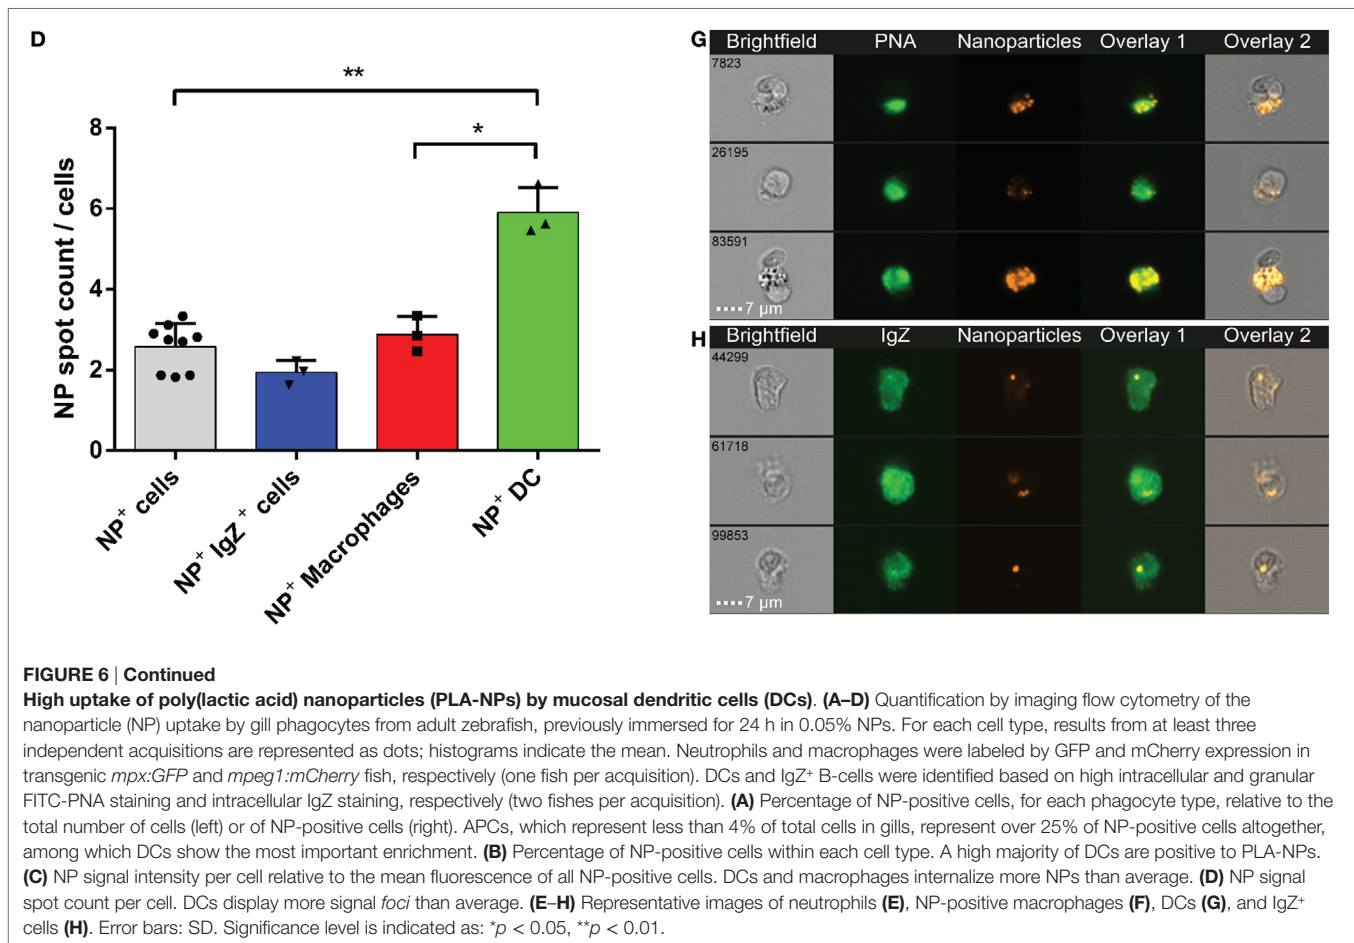 D
**
*
8
6
4
2
0
NP spot count / cells
NP⁺ cells
NP⁺ IgZ⁺ cells
NP⁺ Macrophages
NP⁺ DC
G
Brightfield PNA Nanoparticles Overlay 1 Overlay 2
7823
26195
83591
7 µm
H
Brightfield IgZ Nanoparticles Overlay 1 Overlay 2
44299
61718
99853
7 µm
FIGURE 6 | Continued
High uptake of poly(lactic acid) nanoparticles (PLA-NPs) by mucosal dendritic cells (DCs). (A–D) Quantification by imaging flow cytometry of the
nanoparticle (NP) uptake by gill phagocytes from adult zebrafish, previously immersed for 24 h in 0.05% NPs. For each cell type, results from at least three
independent acquisitions are represented as dots; histograms indicate the mean. Neutrophils and macrophages were labeled by GFP and mCherry expression in
transgenic mpx:GFP and mpeg1:mCherry fish, respectively (one fish per acquisition). DCs and IgZ⁺ B-cells were identified based on high intracellular and granular
FITC-PNA staining and intracellular IgZ staining, respectively (two fishes per acquisition). (A) Percentage of NP-positive cells, for each phagocyte type, relative to the
total number of cells (left) or of NP-positive cells (right). APCs, which represent less than 4% of total cells in gills, represent over 25% of NP-positive cells altogether,
among which DCs show the most important enrichment. (B) Percentage of NP-positive cells within each cell type. A high majority of DCs are positive to PLA-NPs.
(C) NP signal intensity per cell relative to the mean fluorescence of all NP-positive cells. DCs and macrophages internalize more NPs than average. (D) NP signal
spot count per cell. DCs display more signal foci than average. (E–H) Representative images of neutrophils (E), NP-positive macrophages (F), DCs (G), and IgZ⁺
cells (H). Error bars: SD. Significance level is indicated as: *p < 0.05, **p < 0.01.